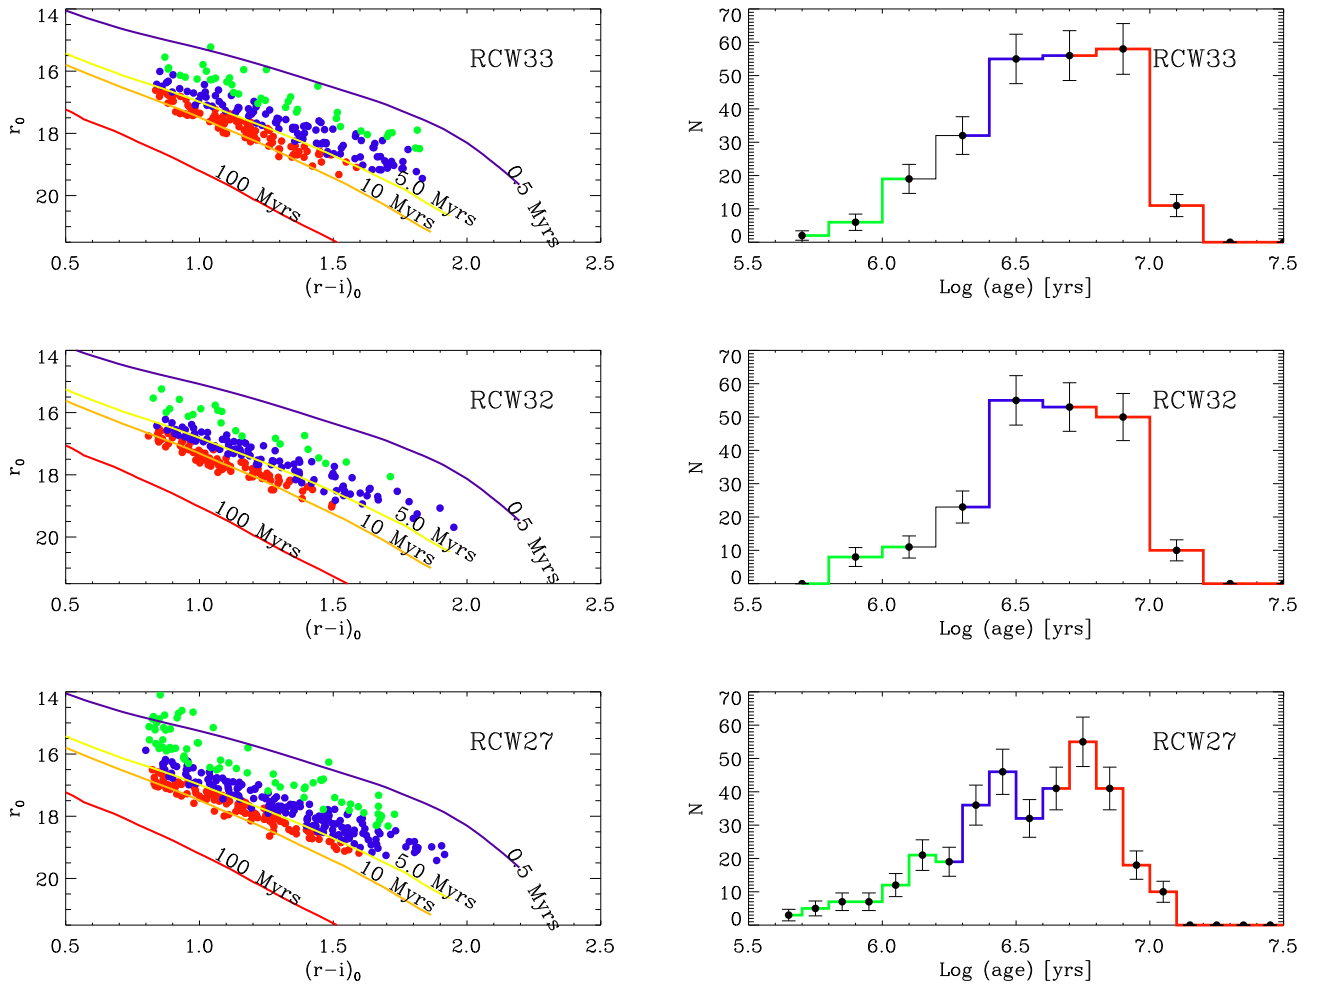 14
16
18
20
r₀
RCW33
100 Myrs
10 Myrs
5.0 Myrs
0.5 Myrs
0.5 1.0 1.5 2.0 2.5
(r−i)₀
70
60
50
40
30
20
10
0
N
RCW33
5.5 6.0 6.5 7.0 7.5
Log (age) [yrs]
14
16
18
20
r₀
RCW32
100 Myrs
10 Myrs
5.0 Myrs
0.5 Myrs
0.5 1.0 1.5 2.0 2.5
(r−i)₀
70
60
50
40
30
20
10
0
N
RCW32
5.5 6.0 6.5 7.0 7.5
Log (age) [yrs]
14
16
18
20
r₀
RCW27
100 Myrs
10 Myrs
5.0 Myrs
0.5 Myrs
0.5 1.0 1.5 2.0 2.5
(r−i)₀
70
60
50
40
30
20
10
0
N
RCW27
5.5 6.0 6.5 7.0 7.5
Log (age) [yrs]